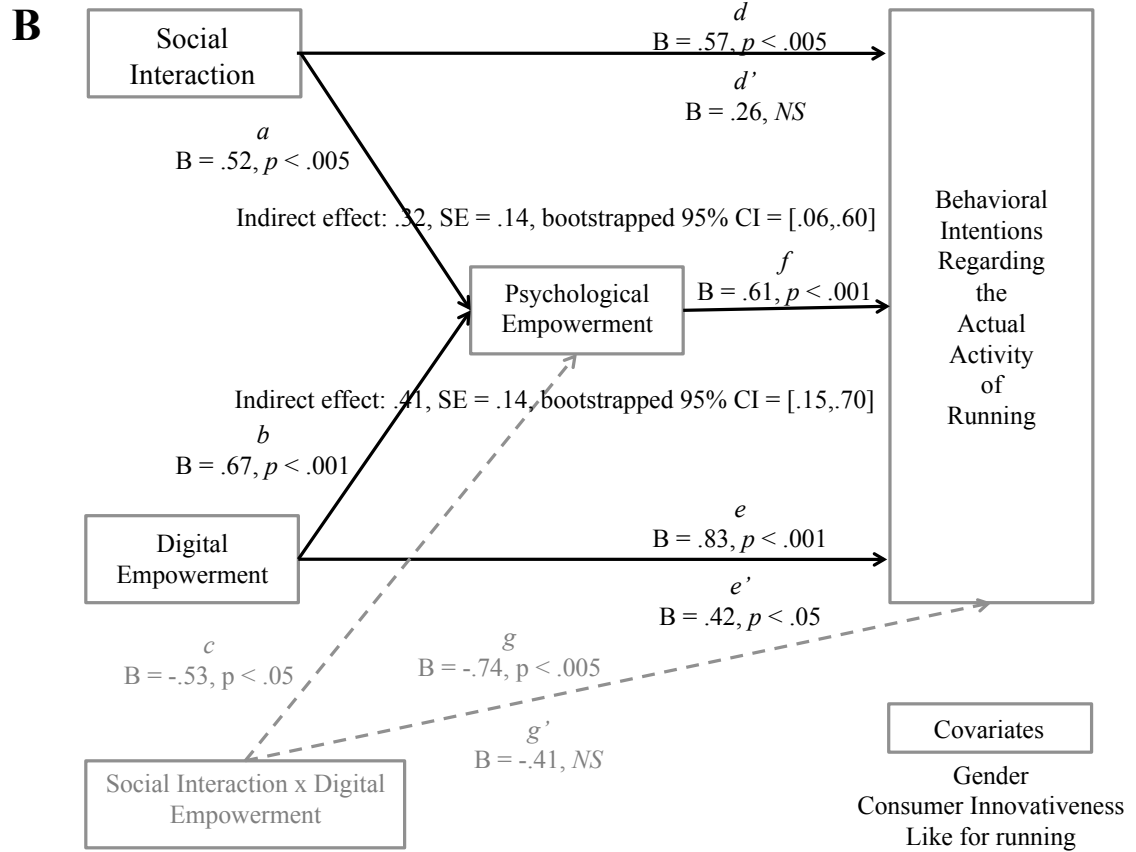 B
Social
Interaction
d
B = .57, p < .005
d’
B = .26, NS
a
B = .52, p < .005
Indirect effect: .32, SE = .14, bootstrapped 95% CI = [.06,.60]
Psychological
Empowerment
f
B = .61, p < .001
Behavioral
Intentions
Regarding
the
Actual
Activity
of
Running
Indirect effect: .41, SE = .14, bootstrapped 95% CI = [.15,.70]
b
B = .67, p < .001
Digital
Empowerment
e
B = .83, p < .001
e’
B = .42, p < .05
c
B = -.53, p < .05
g
B = -.74, p < .005
g’
B = -.41, NS
Social Interaction x Digital
Empowerment
Covariates
Gender
Consumer Innovativeness
Like for running